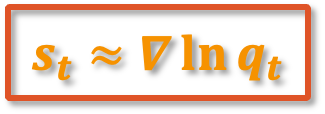 s_t ≈ ∇ ln q_t